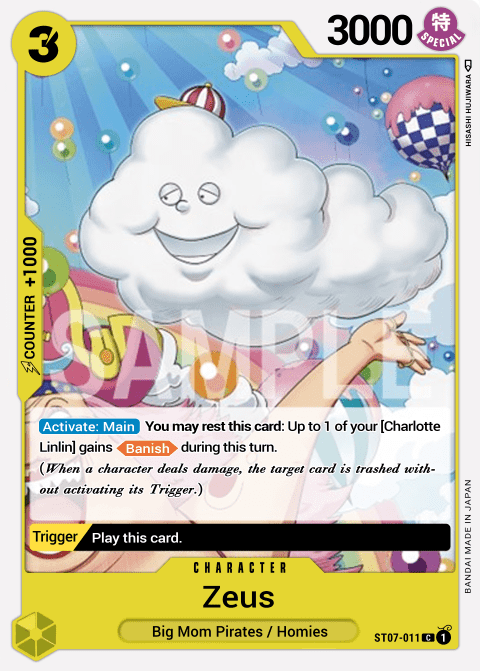 3
3000
特
SPECIAL
HISASHI HUJIWARA
COUNTER +1000
SAMPLE
Activate: Main You may rest this card: Up to 1 of your [Charlotte
Linlin] gains Banish during this turn.
(When a character deals damage, the target card is trashed with-
out activating its Trigger.)
Trigger Play this card.
BANDAI MADE IN JAPAN
CHARACTER
Zeus
Big Mom Pirates / Homies
ST07-011 C 1